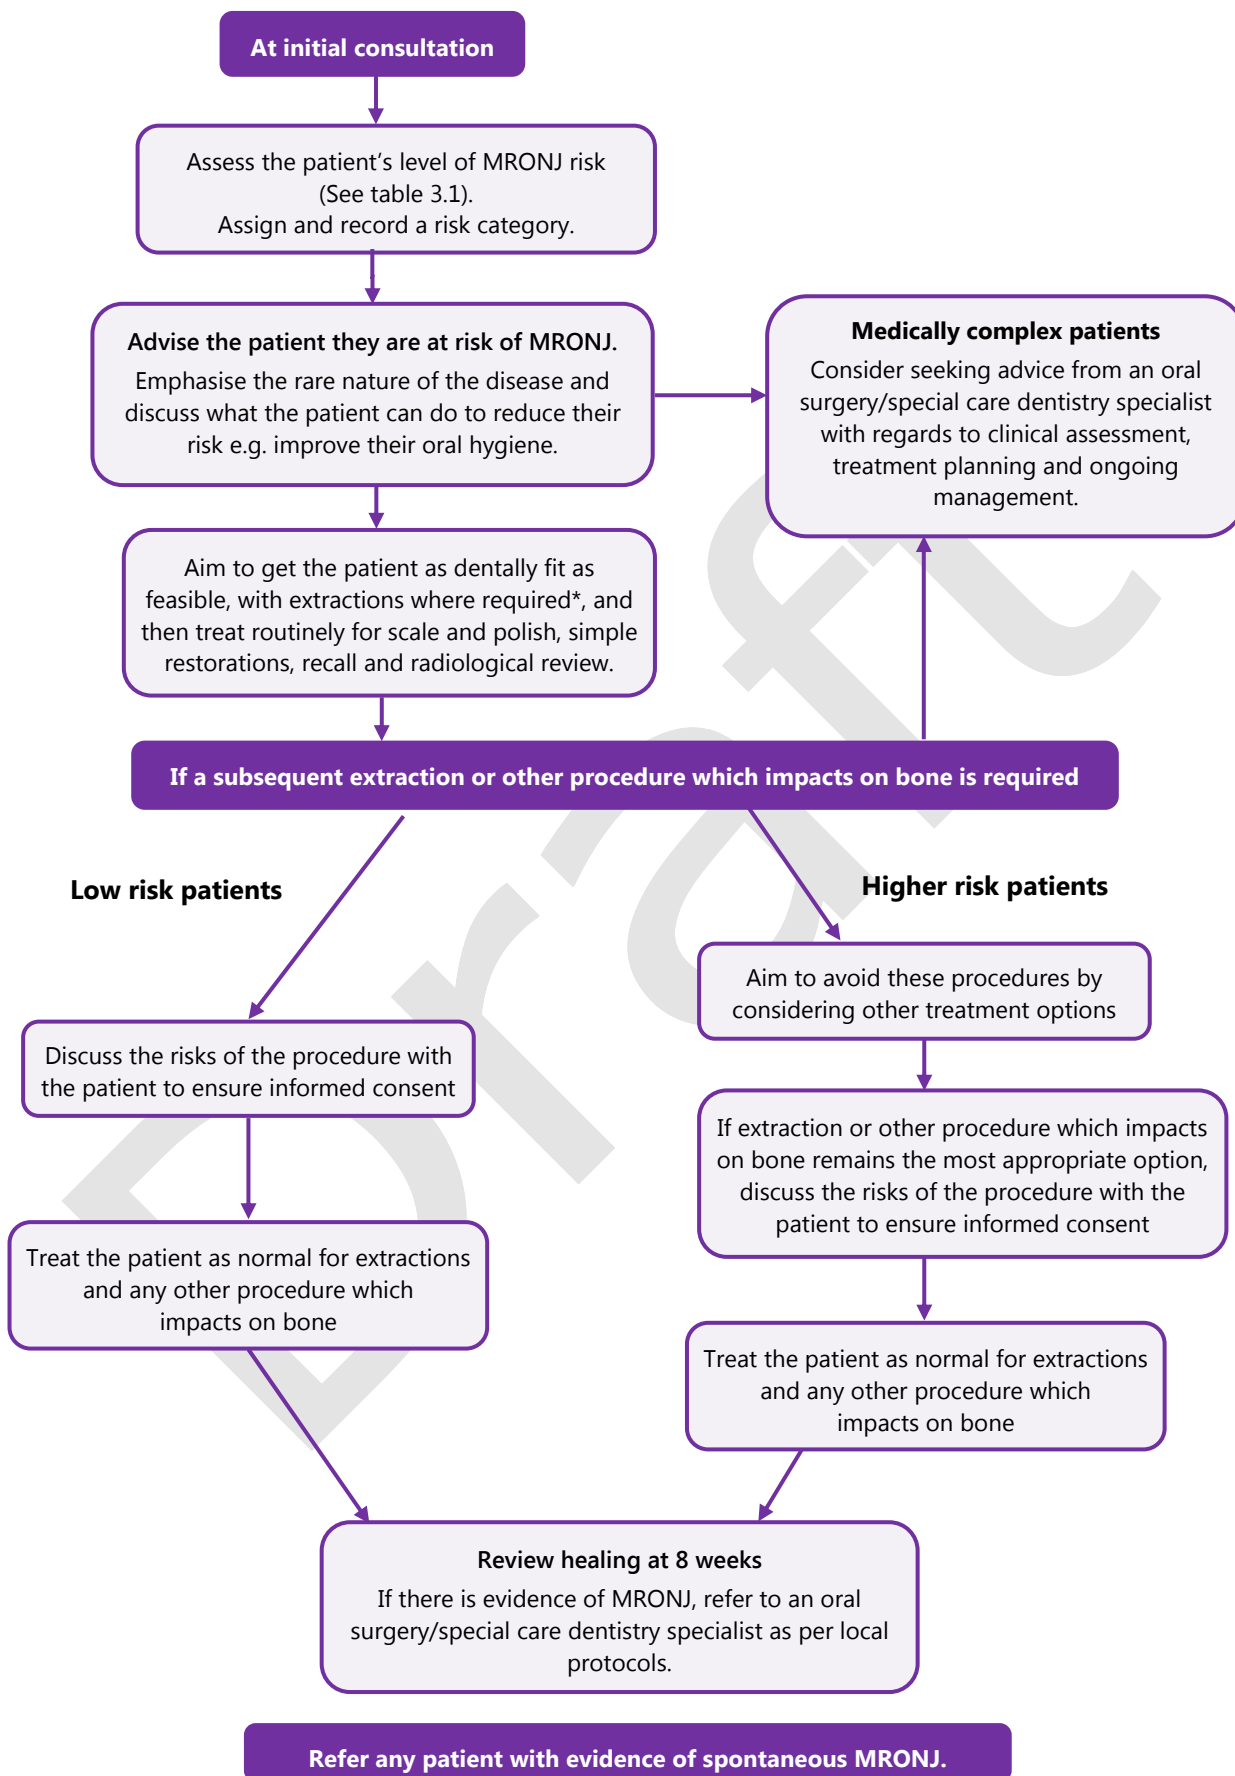 At initial consultation
Assess the patient’s level of MRONJ risk
(See table 3.1).
Assign and record a risk category.
Advise the patient they are at risk of MRONJ.
Emphasise the rare nature of the disease and
discuss what the patient can do to reduce their
risk e.g. improve their oral hygiene.
Medically complex patients
Consider seeking advice from an oral
surgery/special care dentistry specialist
with regards to clinical assessment,
treatment planning and ongoing
management.
Aim to get the patient as dentally fit as
feasible, with extractions where required*, and
then treat routinely for scale and polish, simple
restorations, recall and radiological review.
If a subsequent extraction or other procedure which impacts on bone is required
Low risk patients
Discuss the risks of the procedure with
the patient to ensure informed consent
Treat the patient as normal for extractions
and any other procedure which
impacts on bone
Higher risk patients
Aim to avoid these procedures by
considering other treatment options
If extraction or other procedure which impacts
on bone remains the most appropriate option,
discuss the risks of the procedure with the
patient to ensure informed consent
Treat the patient as normal for extractions
and any other procedure which
impacts on bone
Review healing at 8 weeks
If there is evidence of MRONJ, refer to an oral
surgery/special care dentistry specialist as per local
protocols.
Refer any patient with evidence of spontaneous MRONJ.
Draft